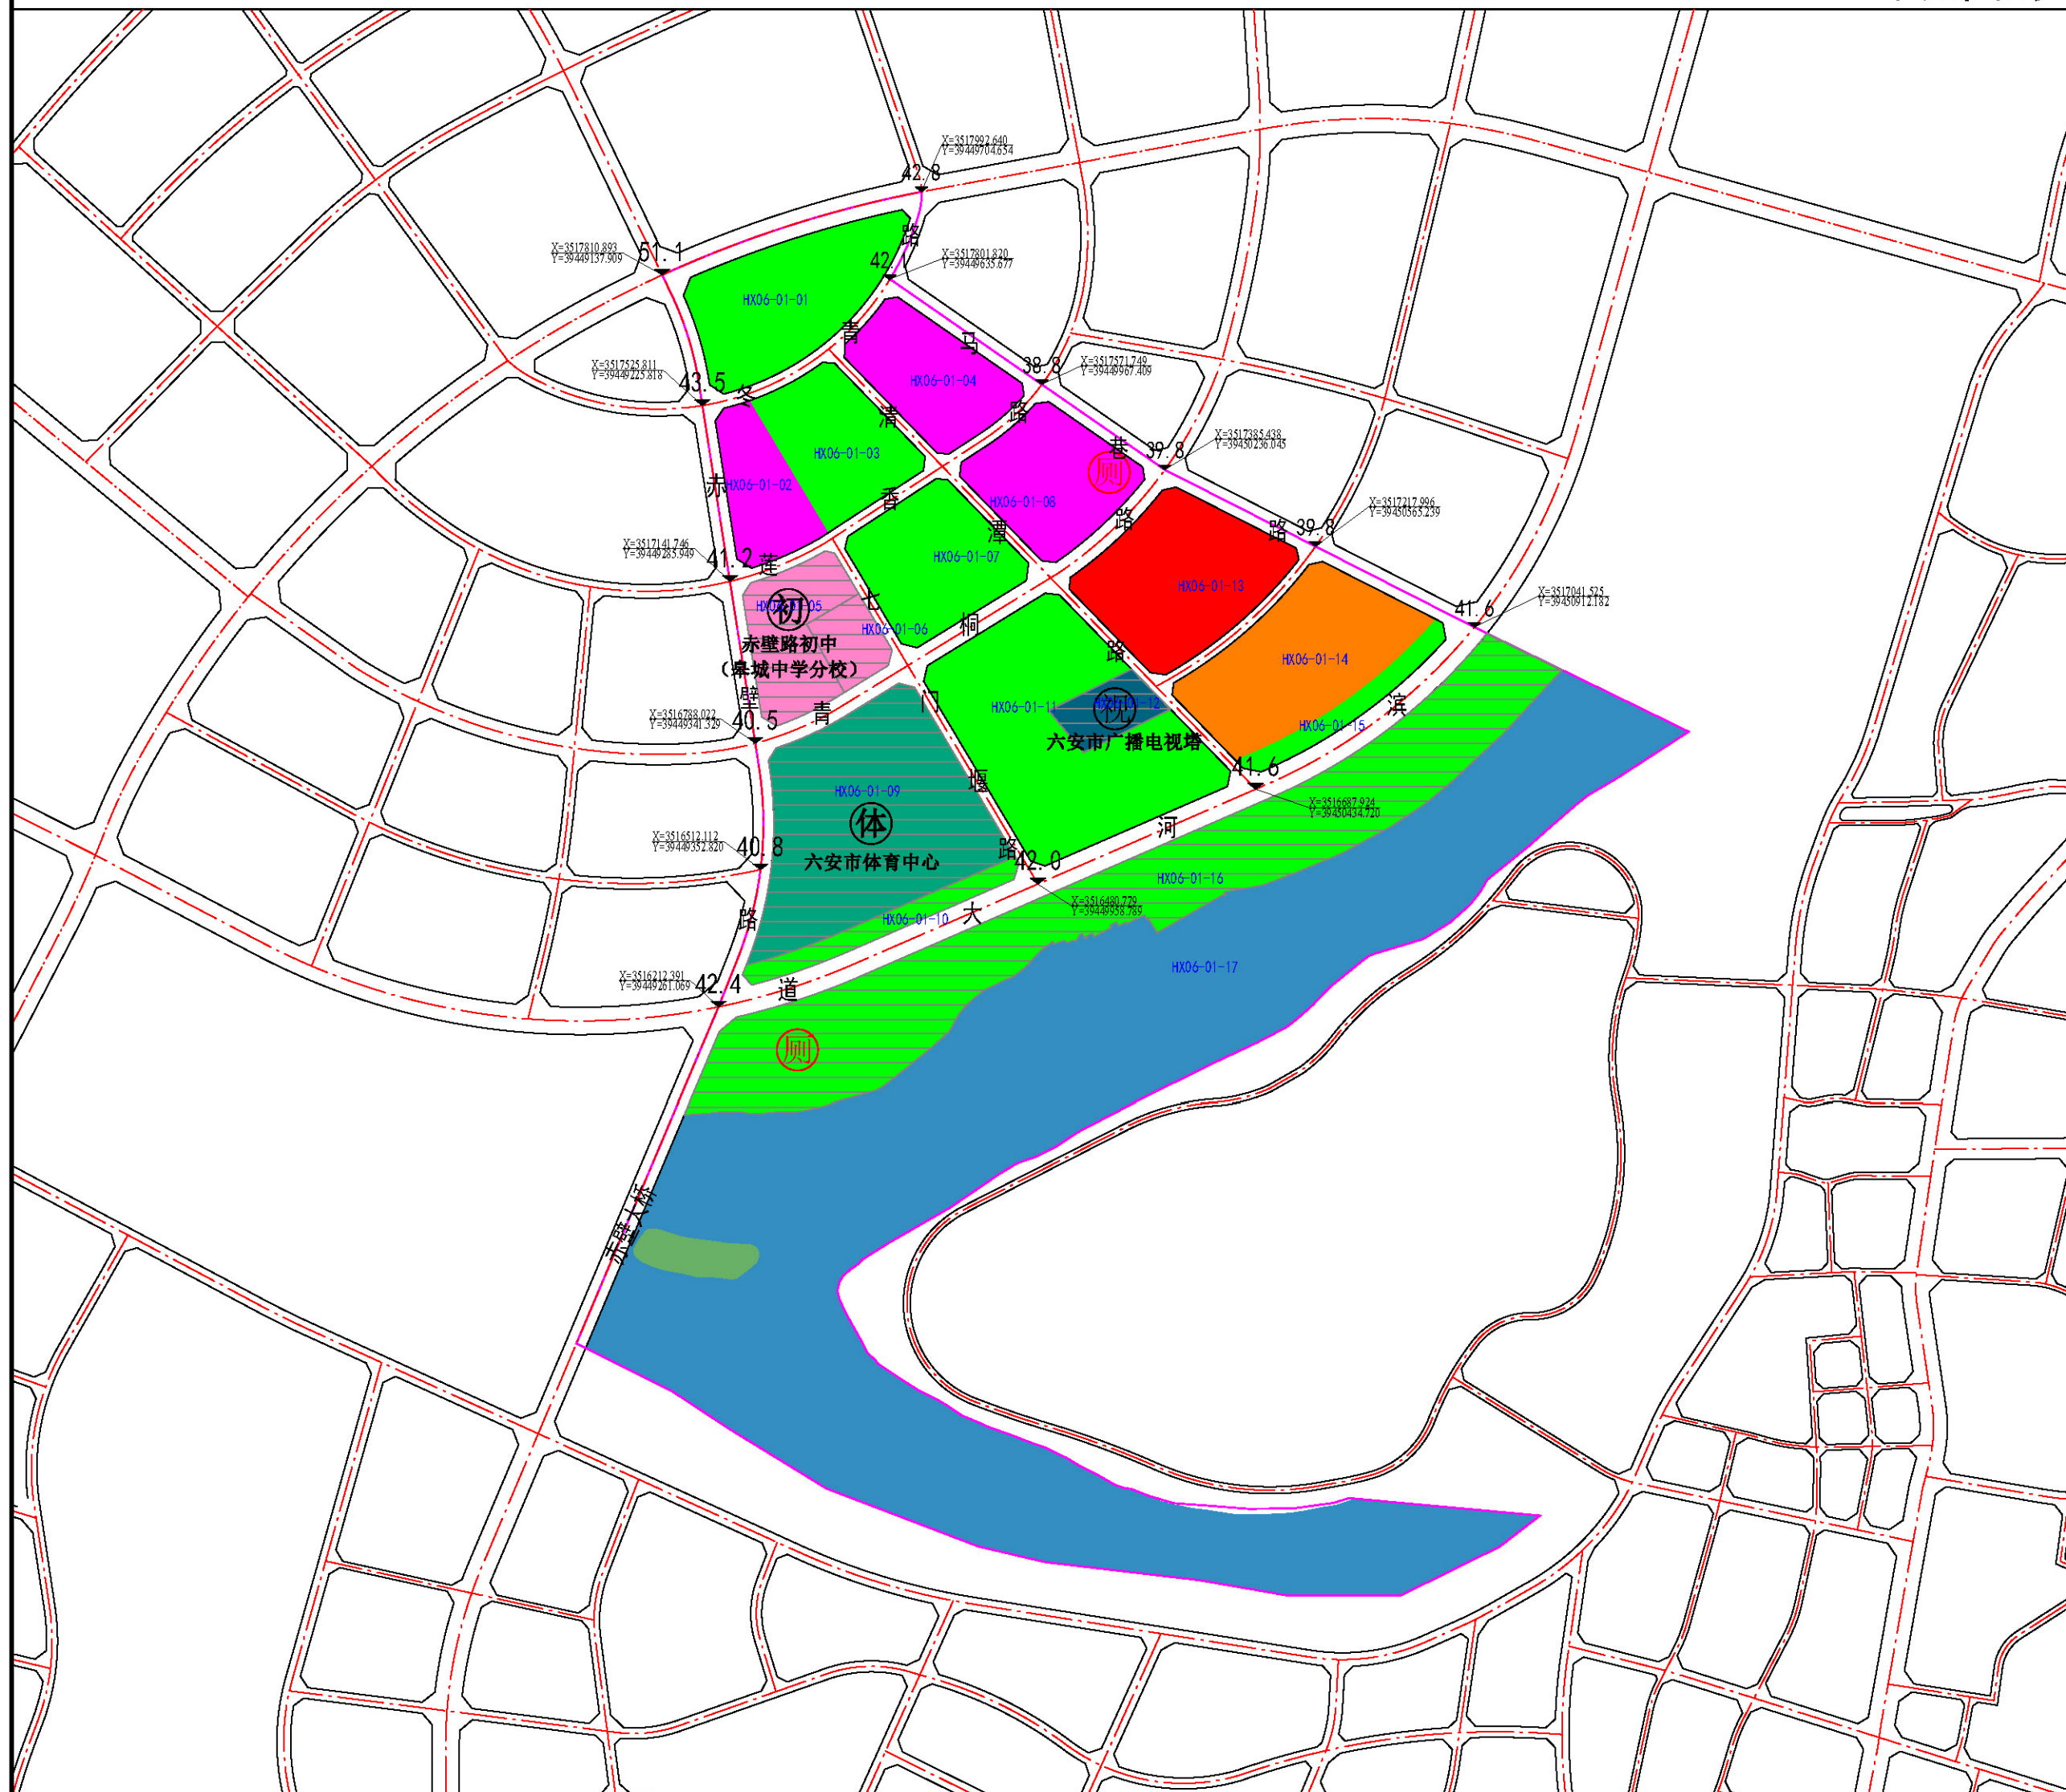 X=3517992.640
Y=39449704.654
42.8
路
X=3517810.893
Y=39449137.909
51.1
42.1
X=3517801.820
Y=39449635.677
HX06-01-01
青
马
X=3517525.811
Y=39449225.818
43.5
冬
38.8
X=3517571.749
Y=39449967.409
HX06-01-04
清
路
HX06-01-03
巷
39.8
X=3517385.438
Y=39450236.045
厕
赤
HX06-01-02
香
HX06-01-08
潭
路
路
39.8
X=3517217.996
Y=39450565.239
X=3517141.746
Y=39449285.949
41.2
莲
HX06-01-07
HX06-01-13
HX06-01-05
初
七
HX06-01-06
桐
41.6
X=3517041.525
Y=39450912.182
赤壁路初中
（皋城中学分校）
路
HX06-01-14
壁
青
门
HX06-01-11
HX06-01-12
视
滨
X=3516788.022
Y=39449341.329
40.5
六安市广播电视塔
HX06-01-15
41.6
堰
HX06-01-09
体
X=3516687.924
Y=39450434.720
河
X=3516512.112
Y=39449352.820
40.8
六安市体育中心
路
42.0
HX06-01-16
X=3516480.779
Y=39449958.789
路
HX06-01-10
大
HX06-01-17
X=3516212.391
Y=39449261.069
42.4
道
厕
赤壁大桥